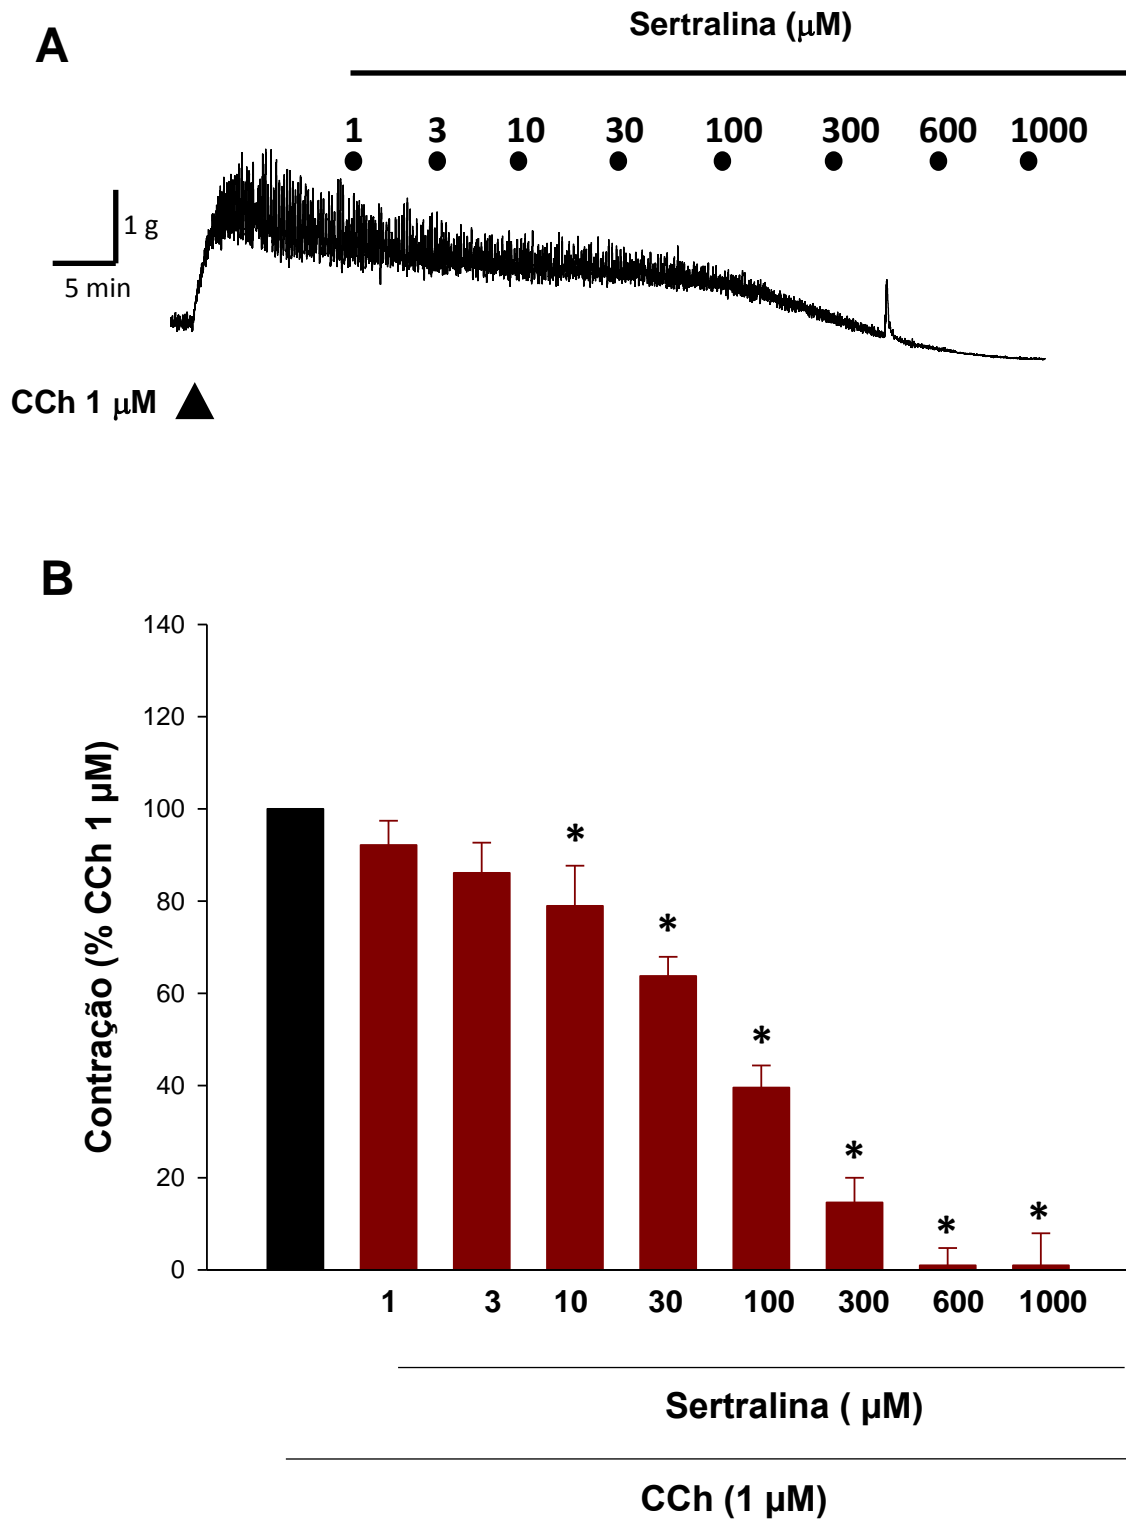 A
Sertralina (μM)
1 3 10 30 100 300 600 1000
1 g
5 min
CCh 1 μM
B
140
120
100
80
60
40
20
0
Contração (% CCh 1 µM)
* * * * * *
1 3 10 30 100 300 600 1000
Sertralina ( µM)
CCh (1 µM)